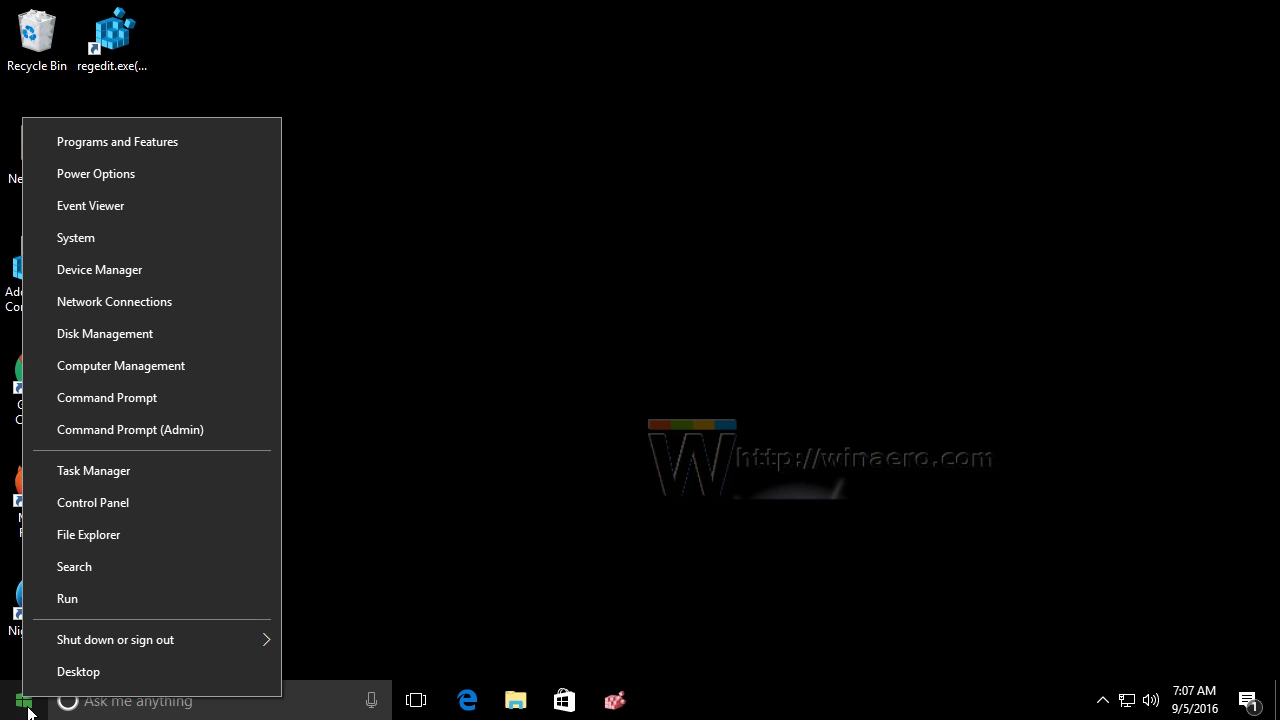 Recycle Bin
regedit.exe(...
Programs and Features
Power Options
Event Viewer
System
Device Manager
Network Connections
Disk Management
Computer Management
Command Prompt
Command Prompt (Admin)
Task Manager
Control Panel
File Explorer
Search
Run
Shut down or sign out
Desktop
W http://winaero.com
Ask me anything
7:07 AM
9/5/2016
1